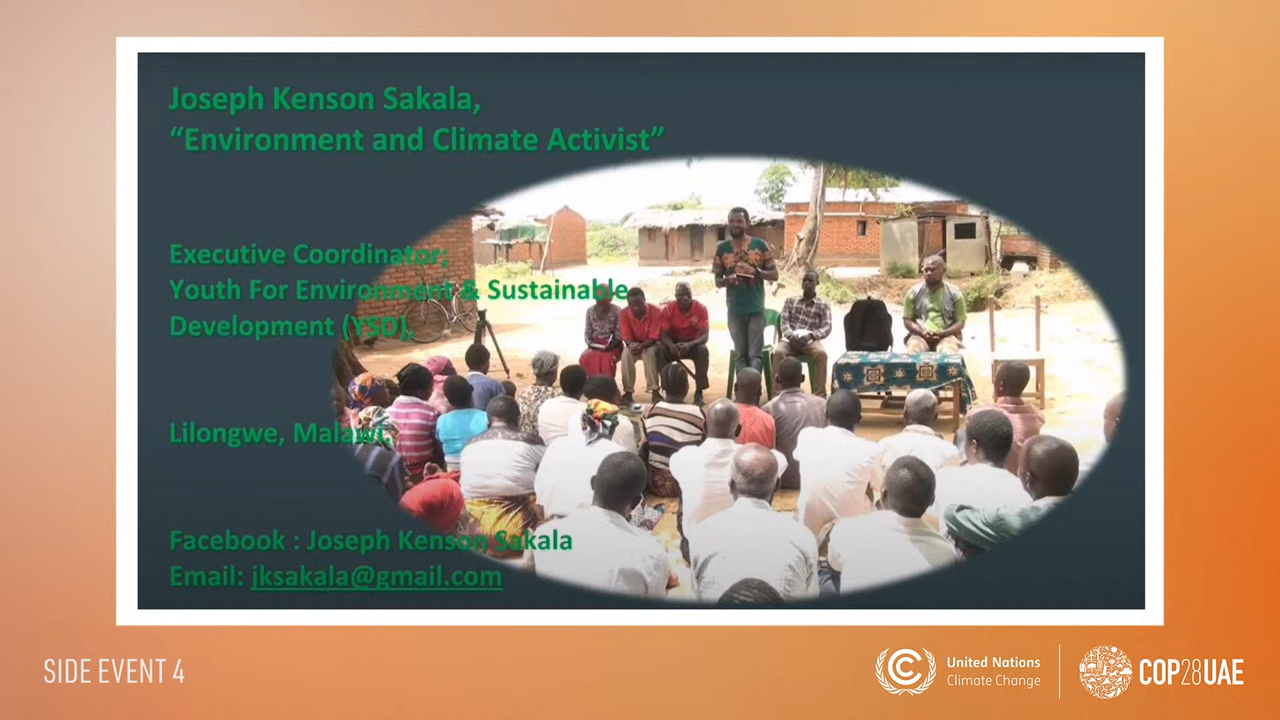 Joseph Kenson Sakala,
“Environment and Climate Activist”
Executive Coordinator;
Youth For Environment & Sustainable
Development (YSD),
Lilongwe, Malawi.
Facebook : Joseph Kenson Sakala
Email: jksakala@gmail.com
SIDE EVENT 4
United Nations
Climate Change
COP28UAE